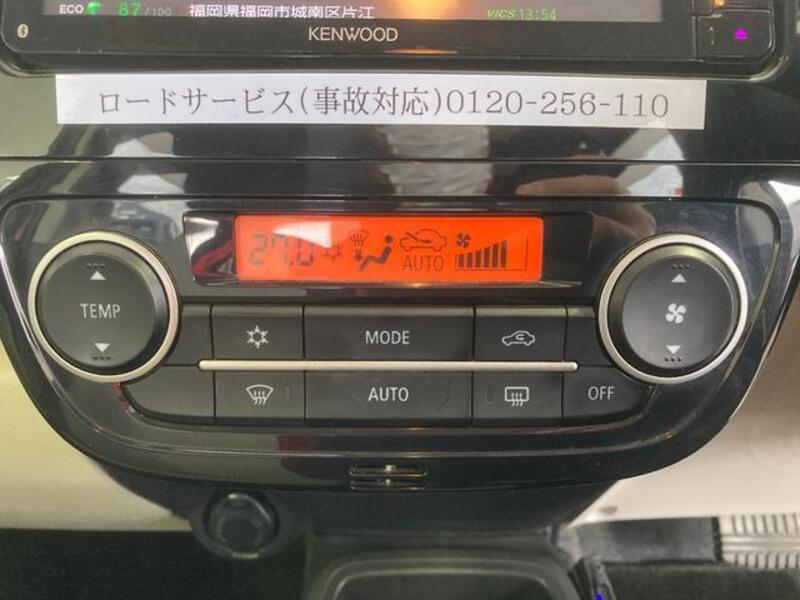 ECO 87/100 福岡県福岡市城南区片江 VICS 13:54
KENWOOD
ロードサービス(事故対応)0120-256-110
27.0 AUTO
TEMP
MODE
AUTO
OFF